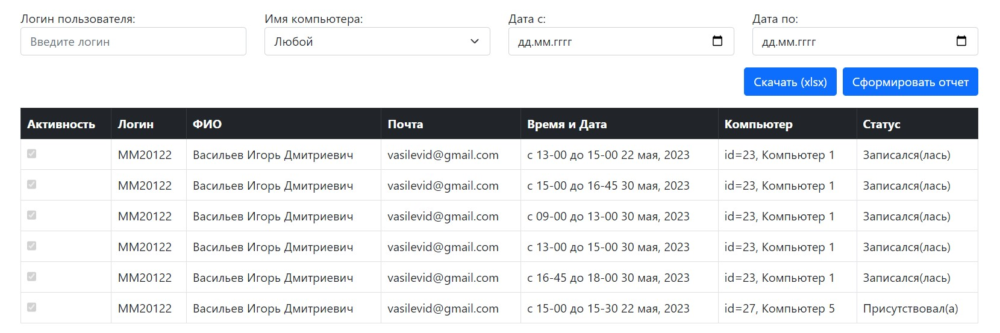 Логин пользователя: Имя компьютера: Дата с: Дата по:
Введите логин Любой дд.мм.гггг дд.мм.гггг
Скачать (xlsx) Сформировать отчет
Активность Логин ФИО Почта Время и Дата Компьютер Статус
MM20122 Васильев Игорь Дмитриевич vasilevid@gmail.com с 13-00 до 15-00 22 мая, 2023 id=23, Компьютер 1 Записался(лась)
MM20122 Васильев Игорь Дмитриевич vasilevid@gmail.com с 15-00 до 16-45 30 мая, 2023 id=23, Компьютер 1 Записался(лась)
MM20122 Васильев Игорь Дмитриевич vasilevid@gmail.com с 09-00 до 13-00 30 мая, 2023 id=23, Компьютер 1 Записался(лась)
MM20122 Васильев Игорь Дмитриевич vasilevid@gmail.com с 13-00 до 15-00 30 мая, 2023 id=23, Компьютер 1 Записался(лась)
MM20122 Васильев Игорь Дмитриевич vasilevid@gmail.com с 16-45 до 18-00 30 мая, 2023 id=23, Компьютер 1 Записался(лась)
MM20122 Васильев Игорь Дмитриевич vasilevid@gmail.com с 15-00 до 15-30 22 мая, 2023 id=27, Компьютер 5 Присутствовал(а)